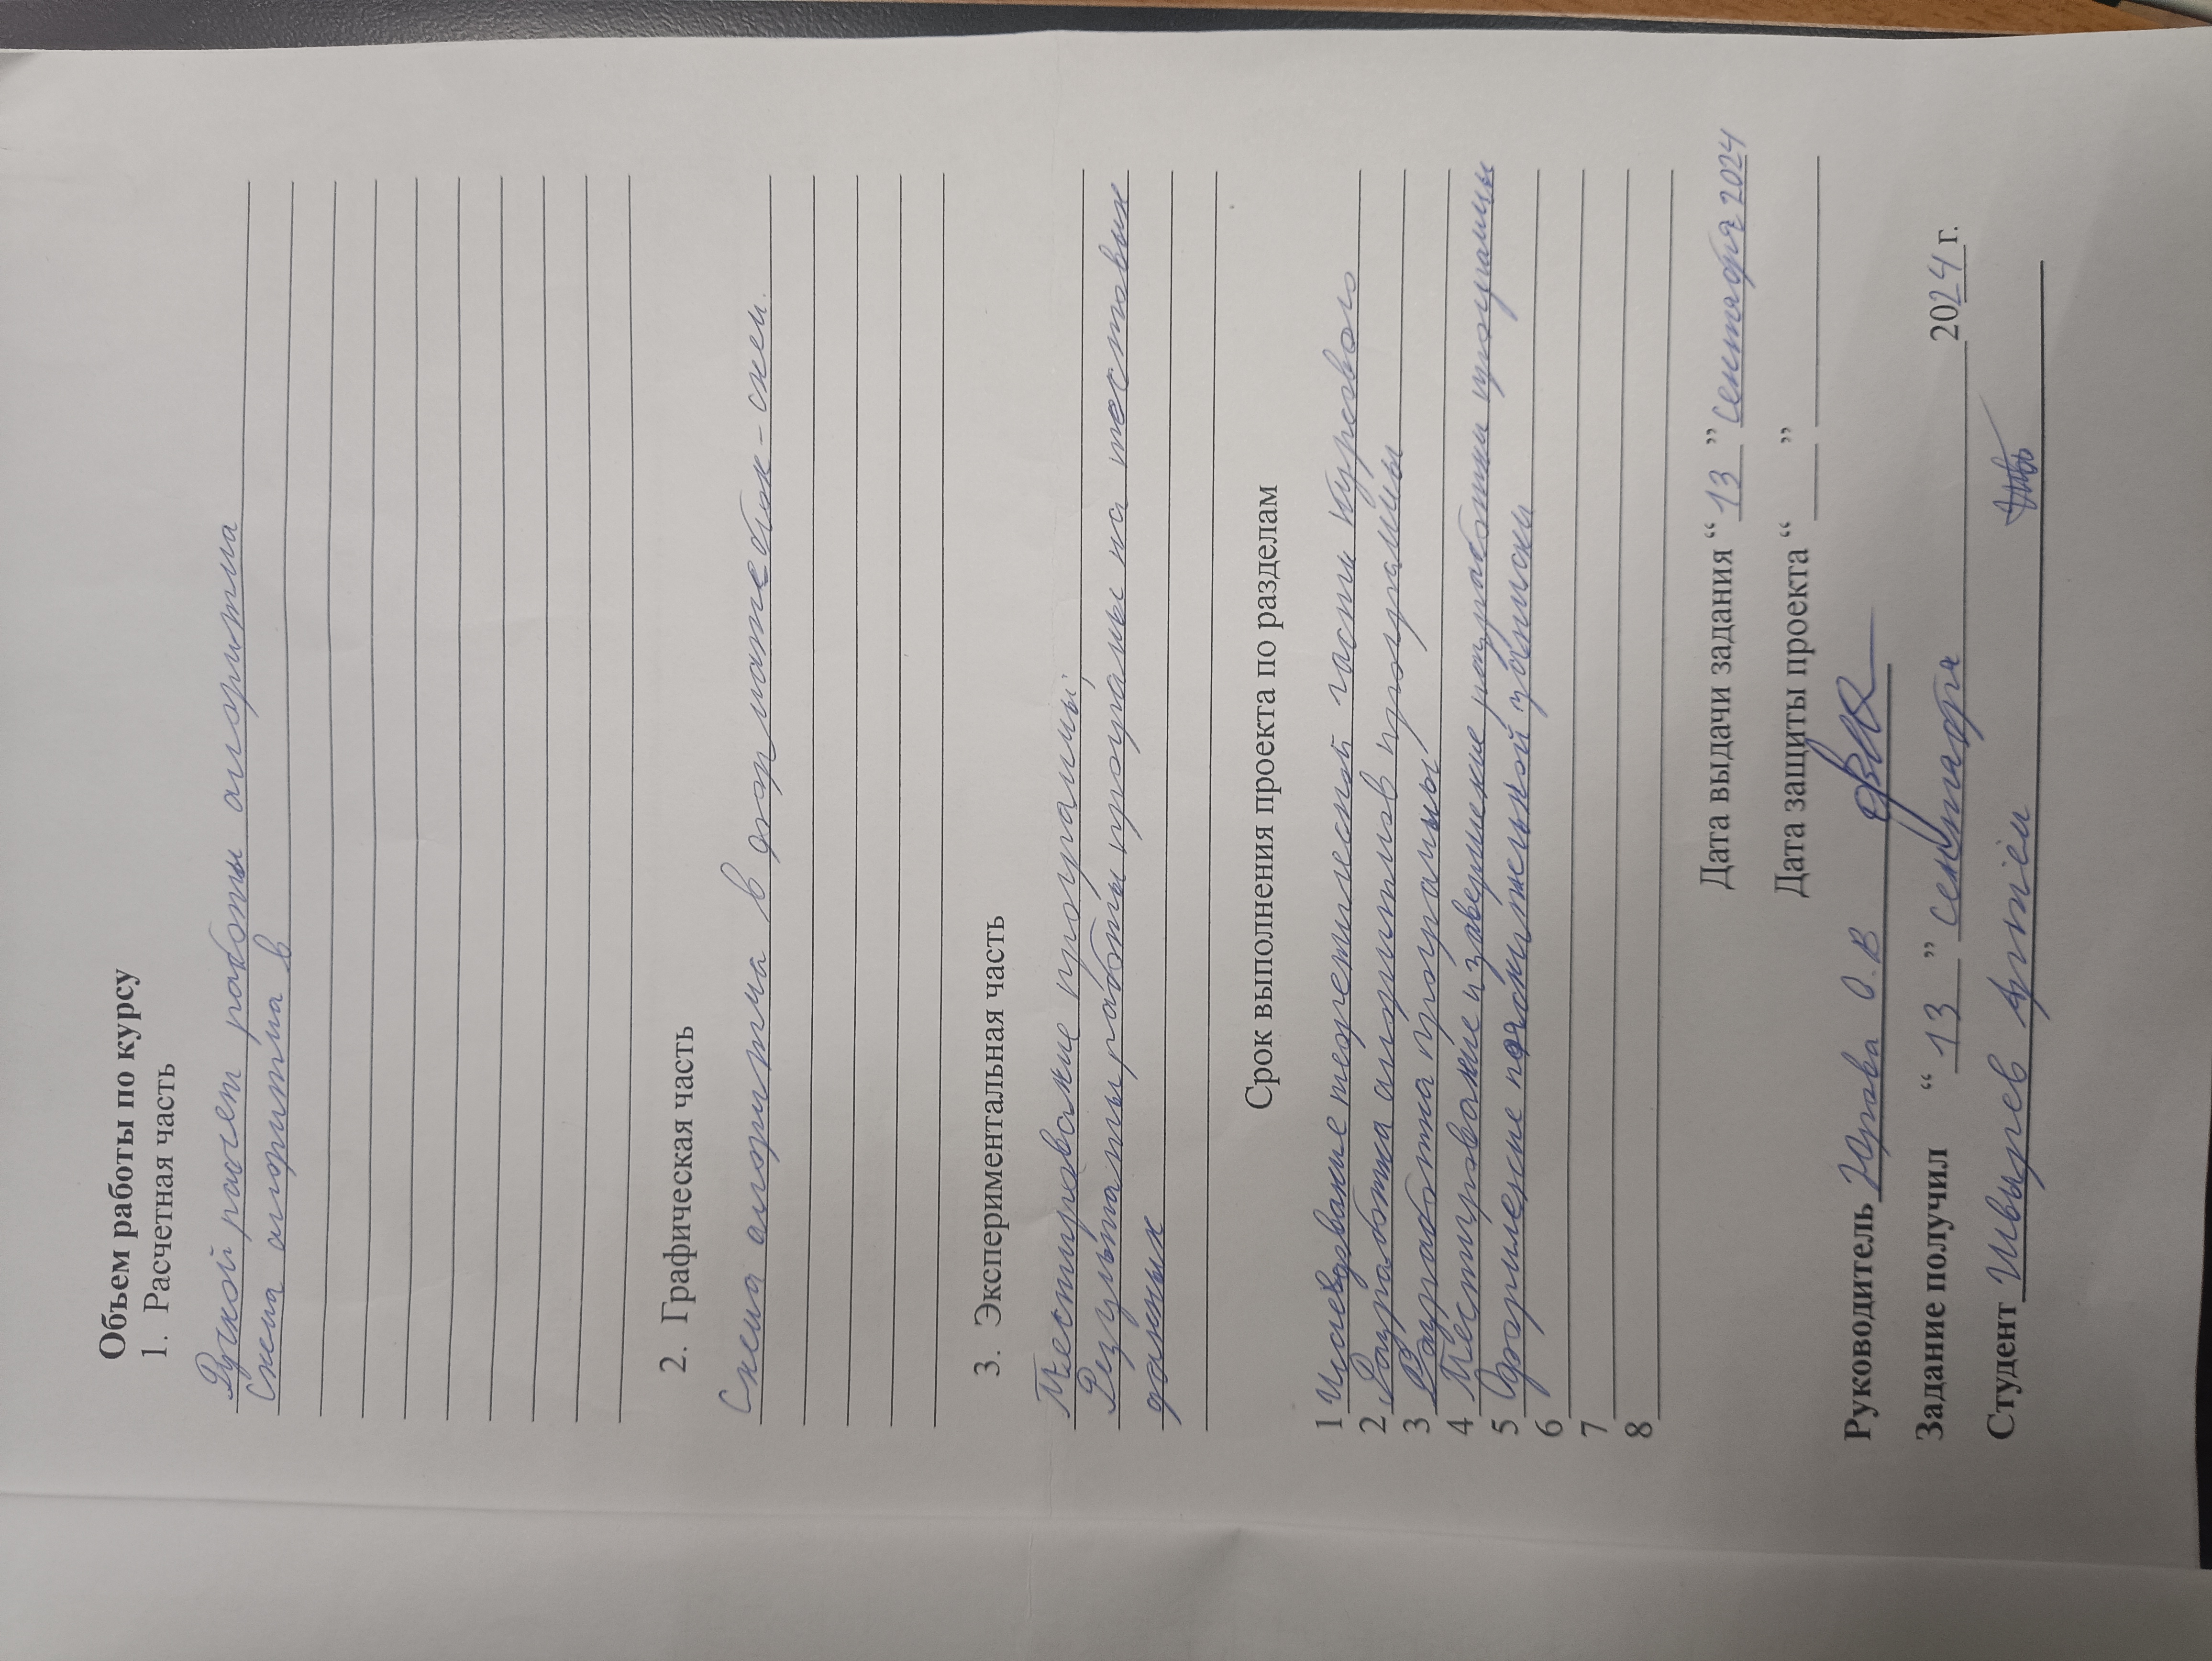 Объем работы по курсу
1. Расчетная часть
Ручной расчет работы алгоритма
Схема алгоритма в
2. Графическая часть
Схема алгоритма в формате блок-схем.
3. Экспериментальная часть
Тестирование программы;
Результаты работы программы на тестовых
данных
Срок выполнения проекта по разделам
1 Исследование теоретической части курсового
2 Разработка алгоритмов программы
3 Разработка программы
4 Тестирование и завершение разработки программы
5 Оформление пояснительной записки
6
7
8
Дата выдачи задания “ 13 ” сентября 2024
Дата защиты проекта “ ”
Руководитель Юрова О.В
Задание получил “ 13 ” сентября 2024 г.
Студент Швырев Артём